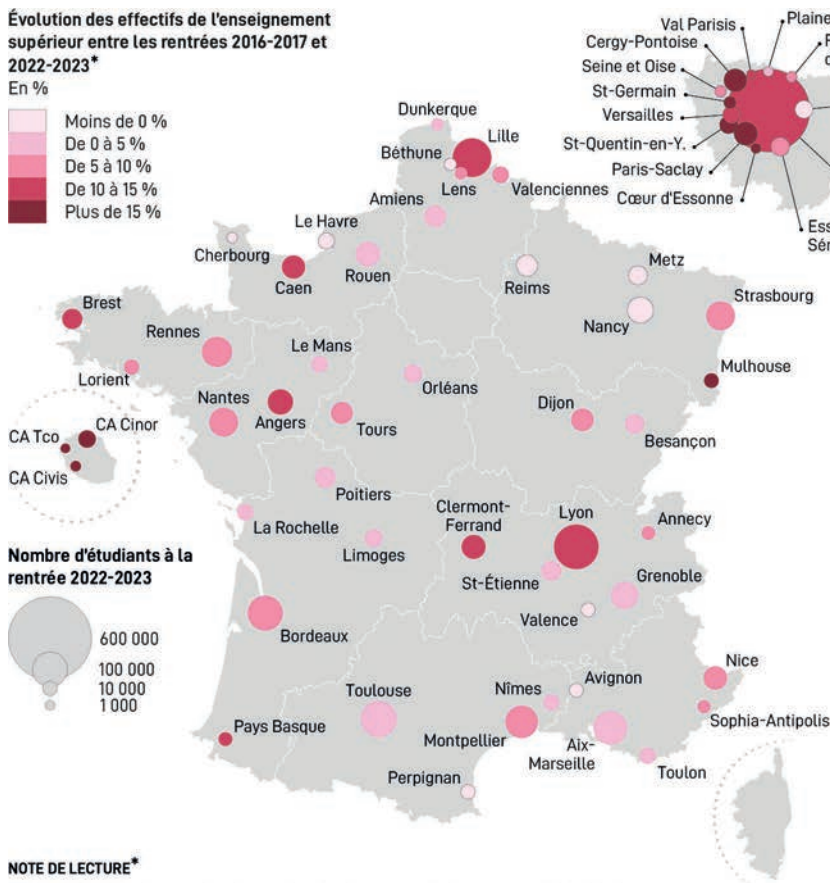 Évolution des effectifs de l'enseignement
supérieur entre les rentrées 2016-2017 et
2022-2023*
En %
Moins de 0 %
De 0 à 5 %
De 5 à 10 %
De 10 à 15 %
Plus de 15 %
Val Parisis
Plaine
Cergy-Pontoise
Seine et Oise
St-Germain
Versailles
St-Quentin-en-Y.
Paris-Saclay
Cœur d'Essonne
Ess
Sén
Dunkerque
Lille
Béthune
Lens
Valenciennes
Amiens
Le Havre
Cherbourg
Caen
Rouen
Reims
Metz
Nancy
Strasbourg
Brest
Rennes
Le Mans
Lorient
Orléans
Mulhouse
Nantes
Angers
Tours
Dijon
Besançon
CA Tco
CA Cinor
CA Civis
Poitiers
La Rochelle
Limoges
Clermont-
Ferrand
Lyon
Annecy
St-Étienne
Grenoble
Valence
Nombre d'étudiants à la
rentrée 2022-2023
600 000
100 000
10 000
1 000
Bordeaux
Toulouse
Nîmes
Avignon
Nice
Sophia-Antipolis
Pays Basque
Montpellier
Aix-
Marseille
Toulon
Perpignan
NOTE DE LECTURE*